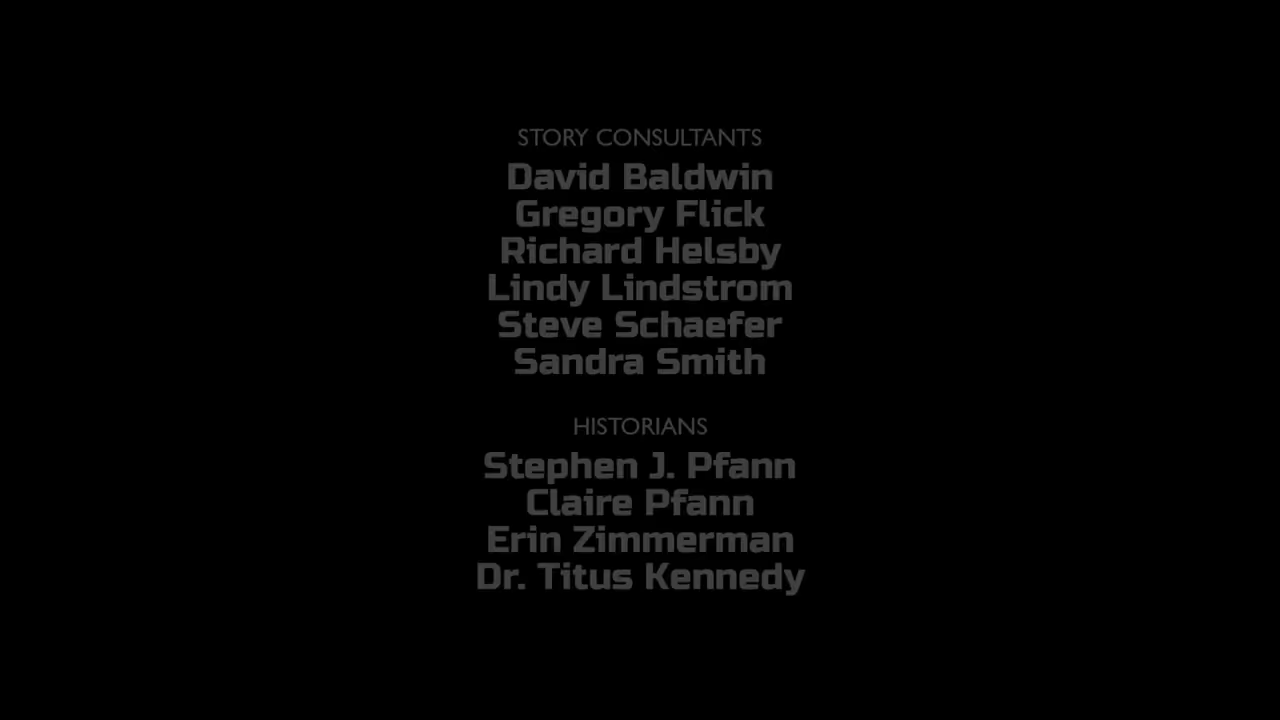 STORY CONSULTANTS
David Baldwin
Gregory Flick
Richard Helsby
Lindy Lindstrom
Steve Schaefer
Sandra Smith
HISTORIANS
Stephen J. Pfann
Claire Pfann
Erin Zimmerman
Dr. Titus Kennedy